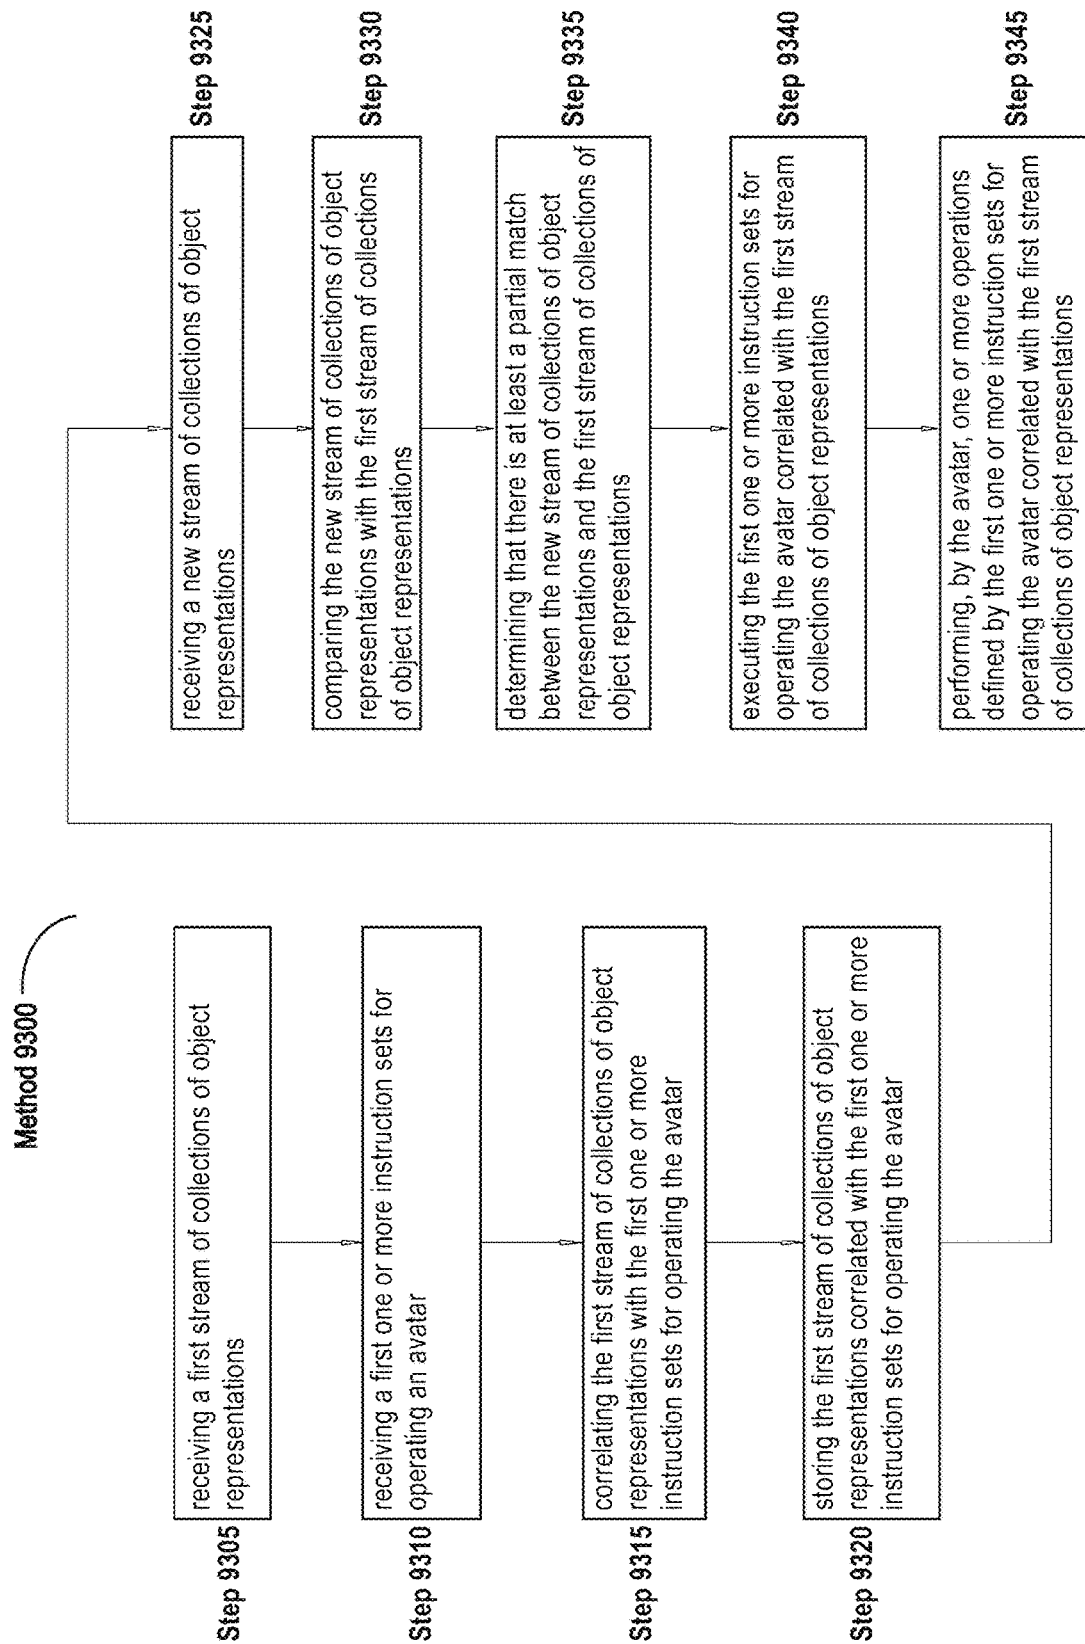 Method 9300
Step 9305
receiving a first stream of collections of object
representations
Step 9310
receiving a first one or more instruction sets for
operating an avatar
Step 9315
correlating the first stream of collections of object
representations with the first one or more
instruction sets for operating the avatar
Step 9320
storing the first stream of collections of object
representations correlated with the first one or more
instruction sets for operating the avatar
receiving a new stream of collections of object
representations
Step 9325
comparing the new stream of collections of object
representations with the first stream of collections
of object representations
Step 9330
determining that there is at least a partial match
between the new stream of collections of object
representations and the first stream of collections of
object representations
Step 9335
executing the first one or more instruction sets for
operating the avatar correlated with the first stream
of collections of object representations
Step 9340
performing, by the avatar, one or more operations
defined by the first one or more instruction sets for
operating the avatar correlated with the first stream
of collections of object representations
Step 9345